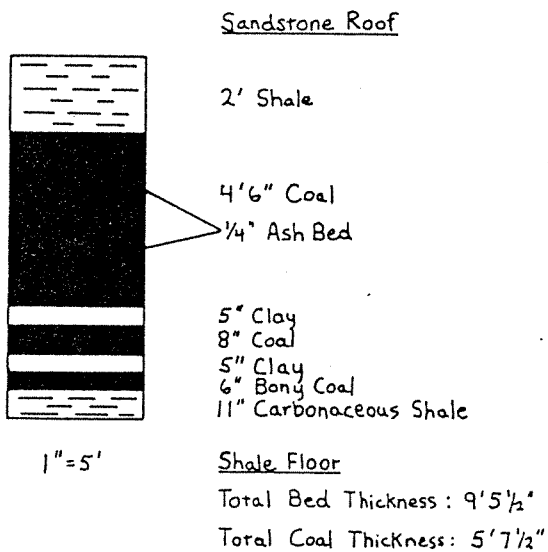 Sandstone Roof
2' Shale
4'6" Coal
1/4" Ash Bed
5" Clay
8" Coal
5" Clay
6" Bony Coal
11" Carbonaceous Shale
1"=5'
Shale Floor
Total Bed Thickness: 9'5 1/2"
Total Coal Thickness: 5'7 1/2"